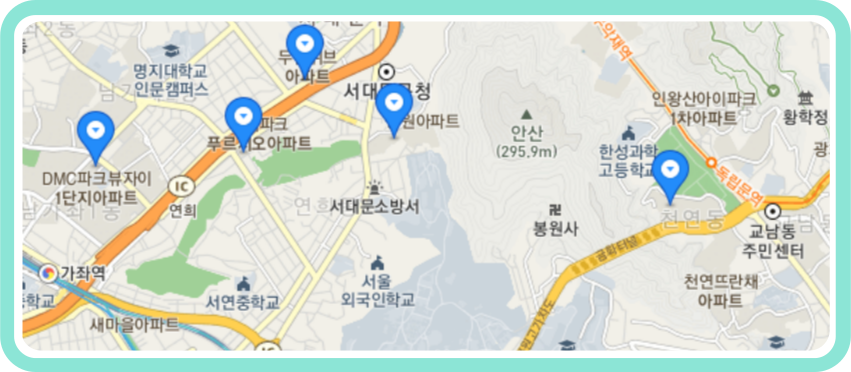 명지대학교
인문캠퍼스
아파트
서대문
청
파크
푸르
오아파트
원아파트
안산
(295.9m)
인왕산아이파크
1차아파트
황학정
한성과학
고등학교
독립문역
DMC파크뷰자이
1단지아파트
IC
연희
서대문소방서
봉원사
천연동
교남동
주민센터
금화터널
가좌역
서연중학교
서울
외국인학교
천연뜨란채
아파트
새마을아파트